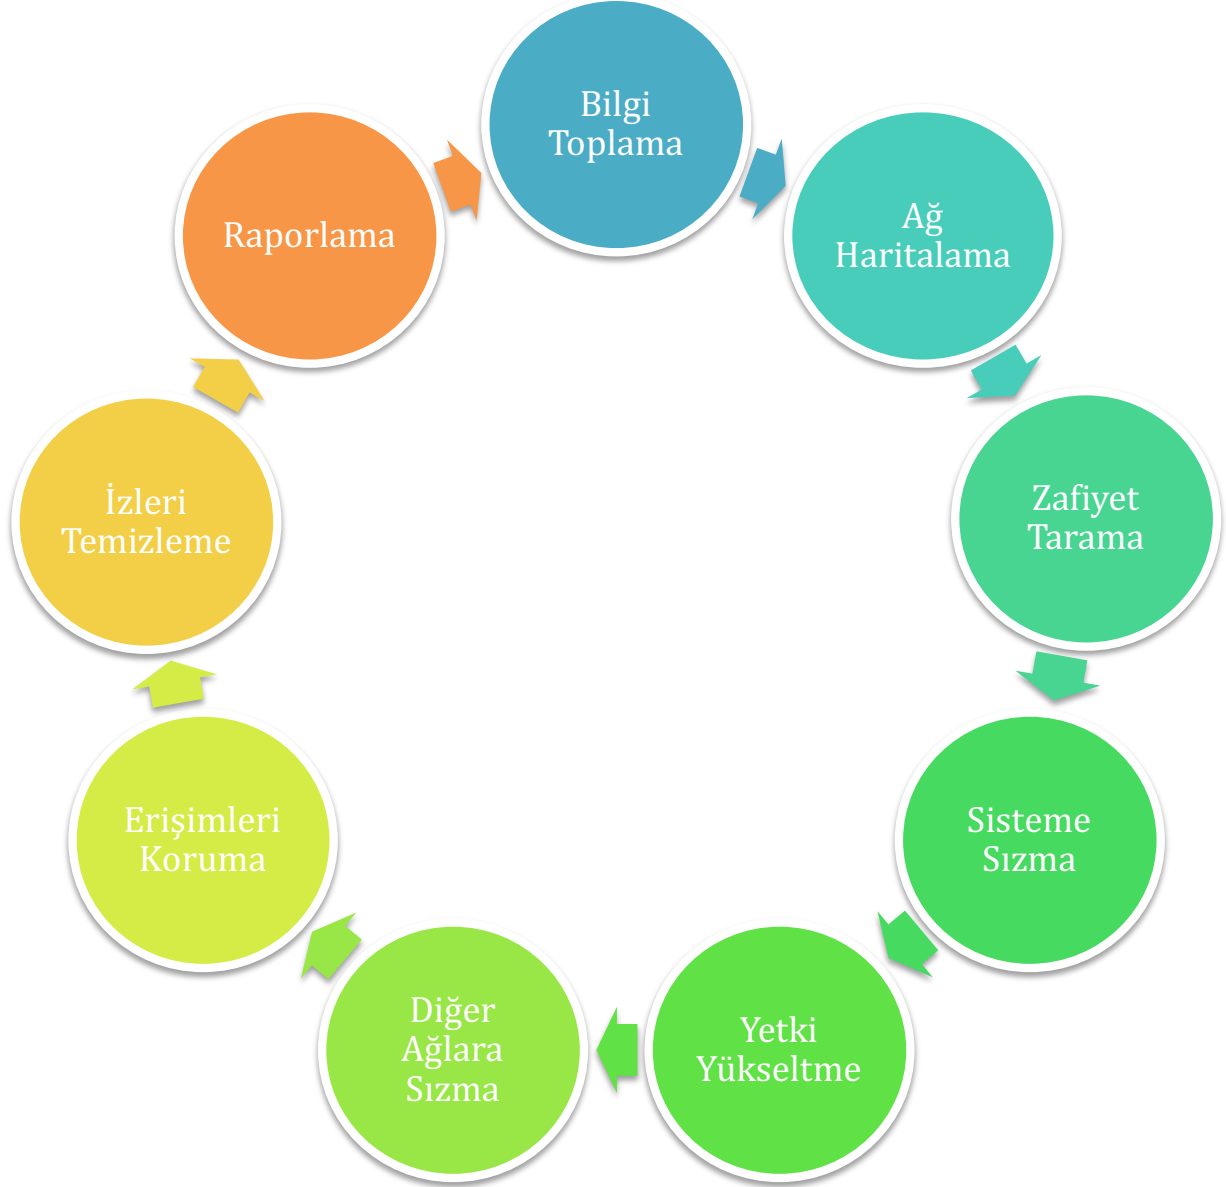 Bilgi
Toplama
Ağ
Haritalama
Zafiyet
Tarama
Sisteme
Sızma
Yetki
Yükseltme
Diğer
Ağlara
Sızma
Erişimleri
Koruma
İzleri
Temizleme
Raporlama